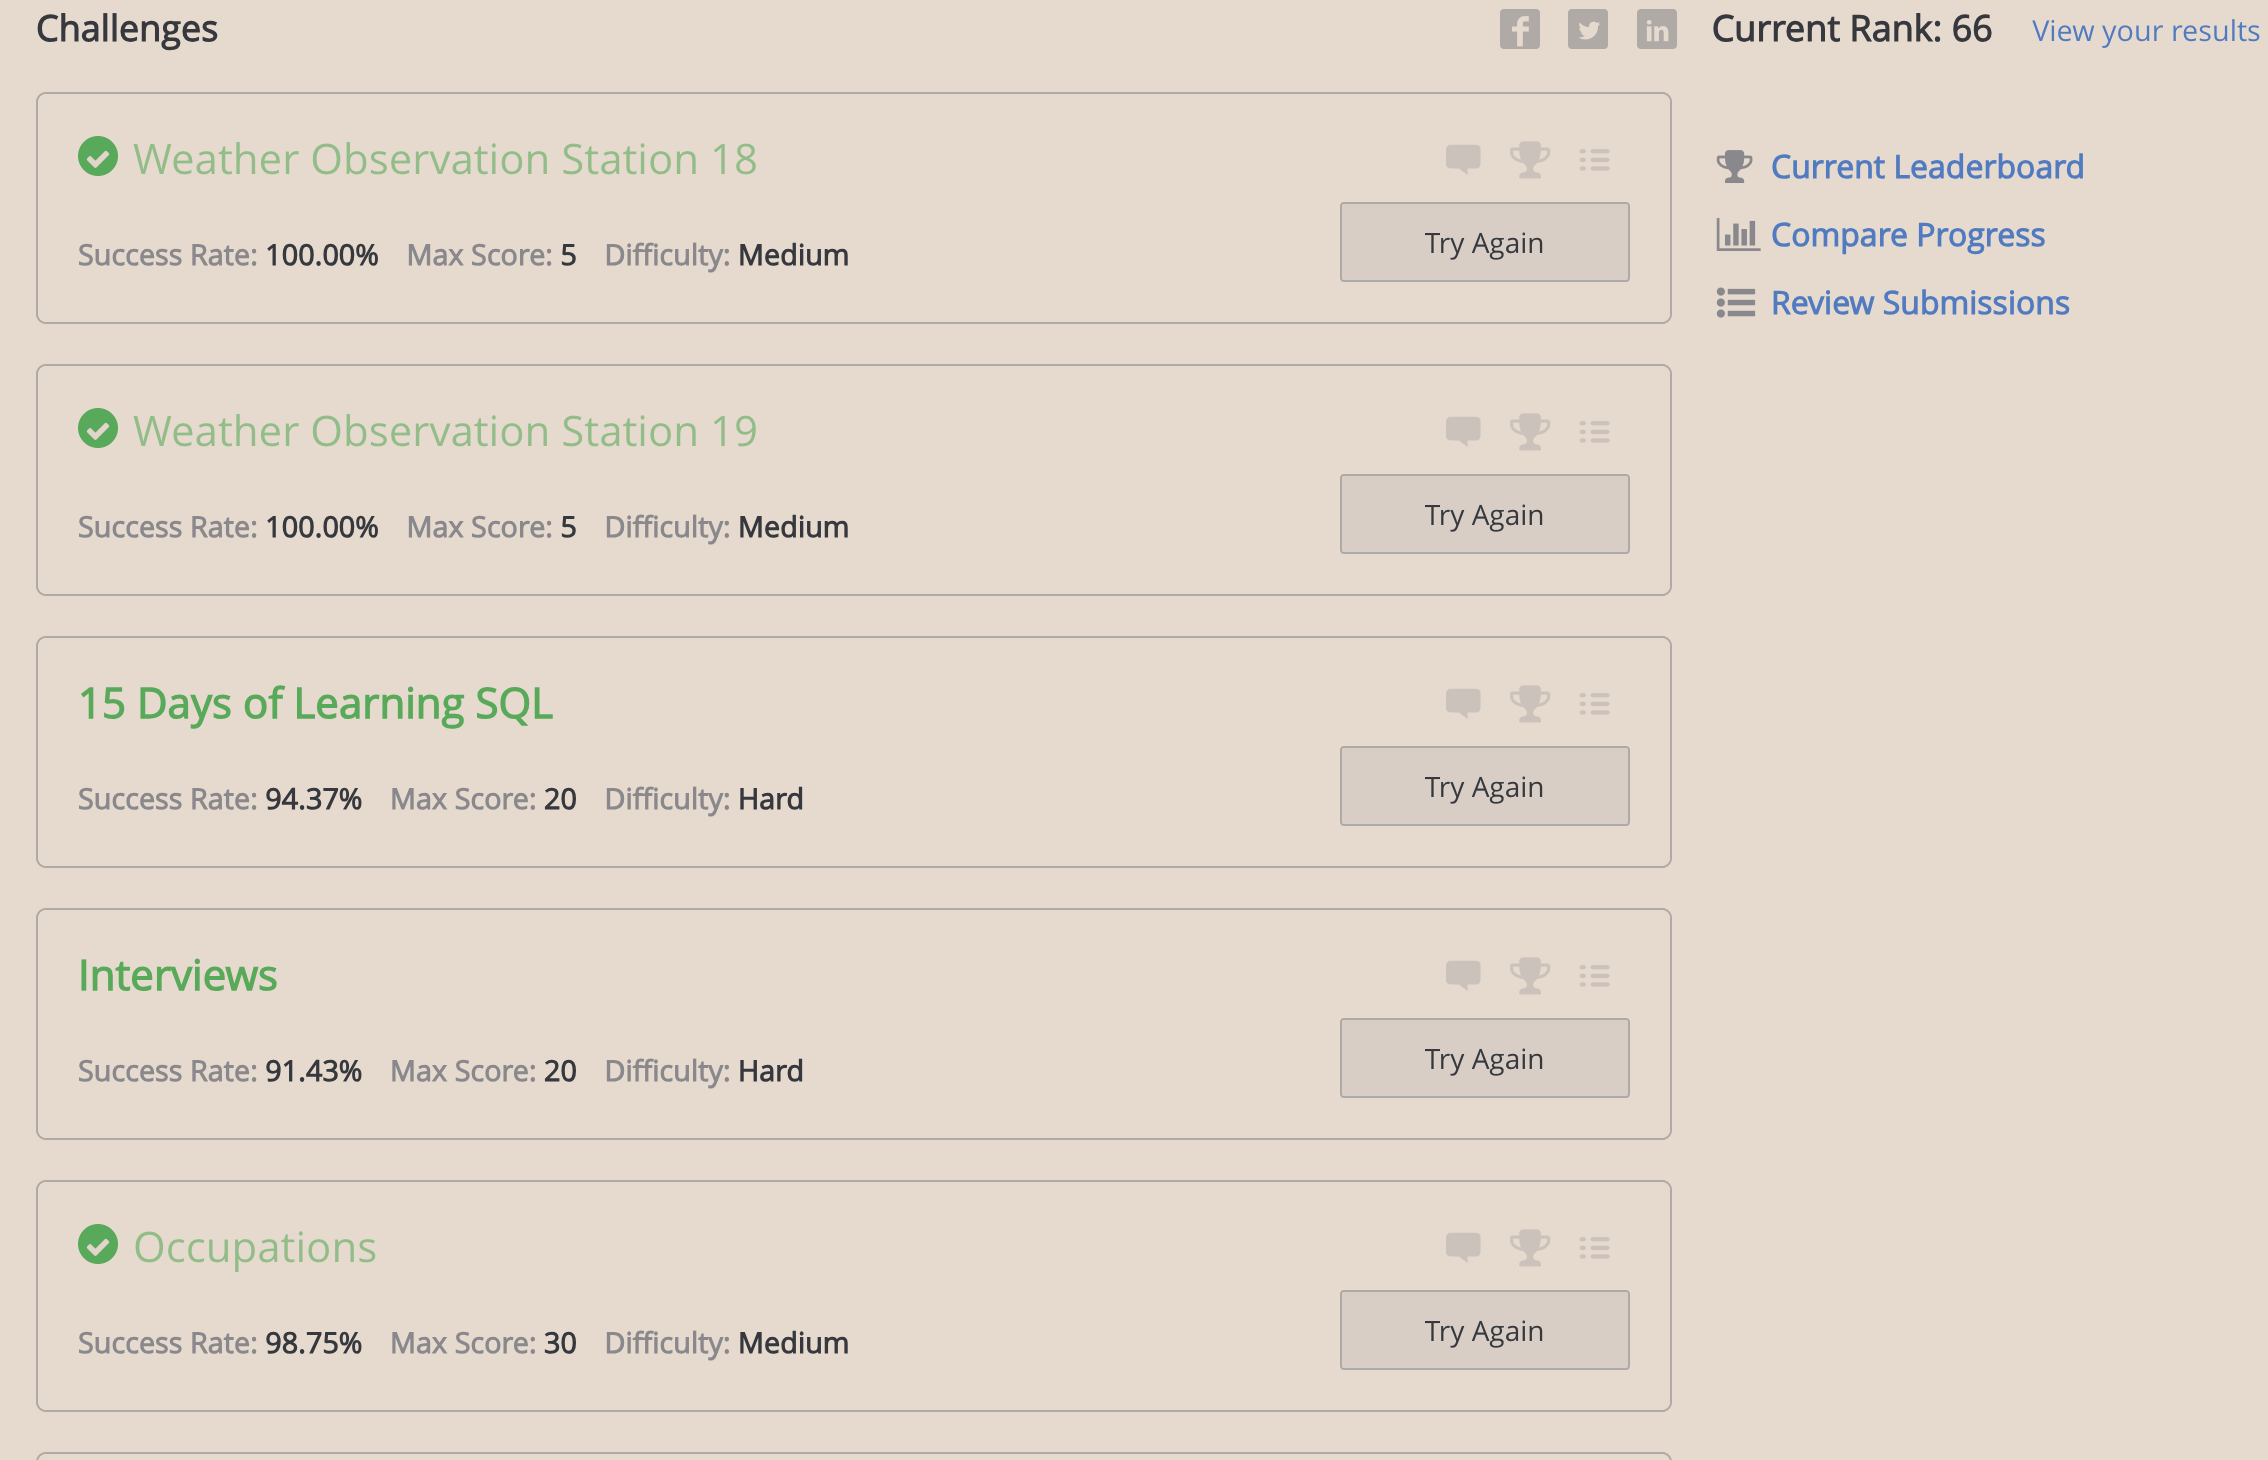 Challenges
Current Rank: 66 View your results
Weather Observation Station 18
Success Rate: 100.00% Max Score: 5 Difficulty: Medium
Try Again
Current Leaderboard
Compare Progress
Review Submissions
Weather Observation Station 19
Success Rate: 100.00% Max Score: 5 Difficulty: Medium
Try Again
15 Days of Learning SQL
Success Rate: 94.37% Max Score: 20 Difficulty: Hard
Try Again
Interviews
Success Rate: 91.43% Max Score: 20 Difficulty: Hard
Try Again
Occupations
Success Rate: 98.75% Max Score: 30 Difficulty: Medium
Try Again